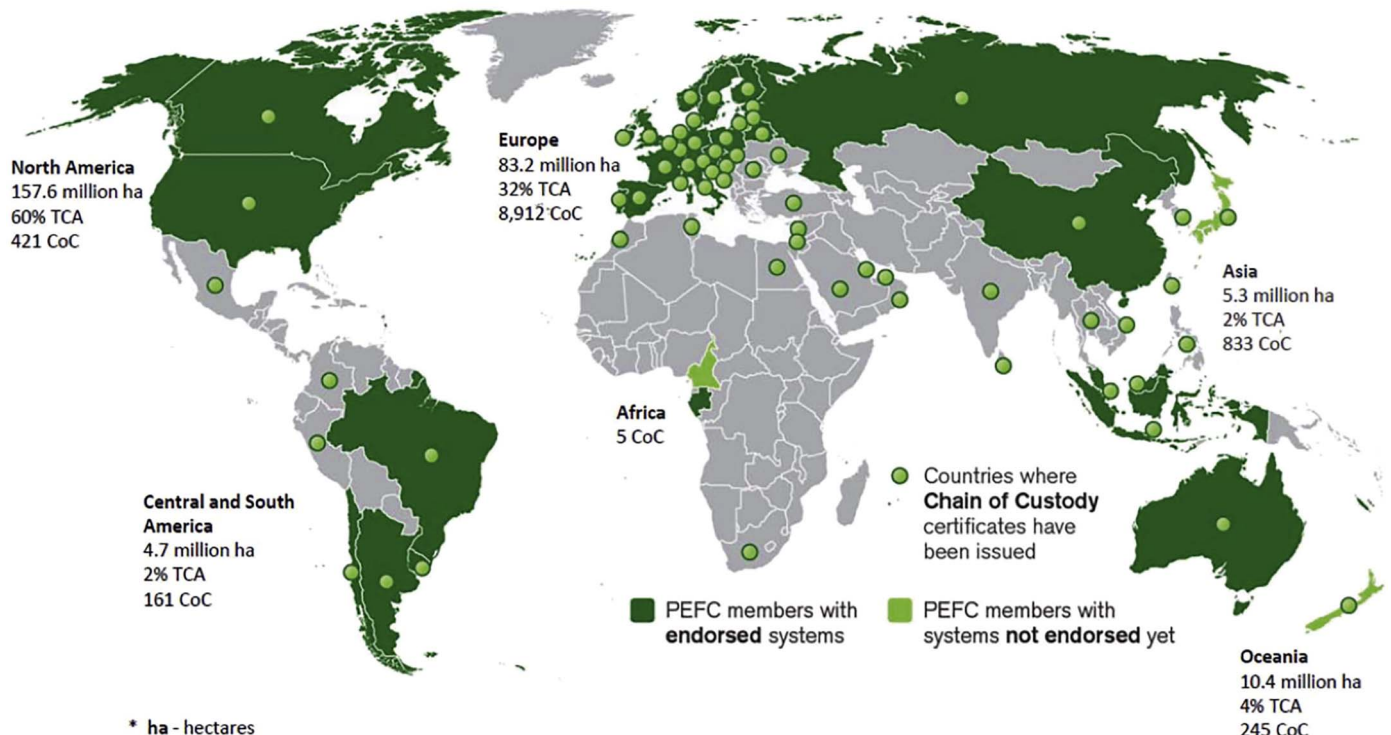 North America
157.6 million ha
60% TCA
421 CoC
Europe
83.2 million ha
32% TCA
8,912 CoC
Asia
5.3 million ha
2% TCA
833 CoC
Africa
5 CoC
Central and South
America
4.7 million ha
2% TCA
161 CoC
Countries where
Chain of Custody
certificates have
been issued
PEFC members with
endorsed systems
PEFC members with
systems not endorsed yet
Oceania
10.4 million ha
4% TCA
245 CoC
* ha - hectares